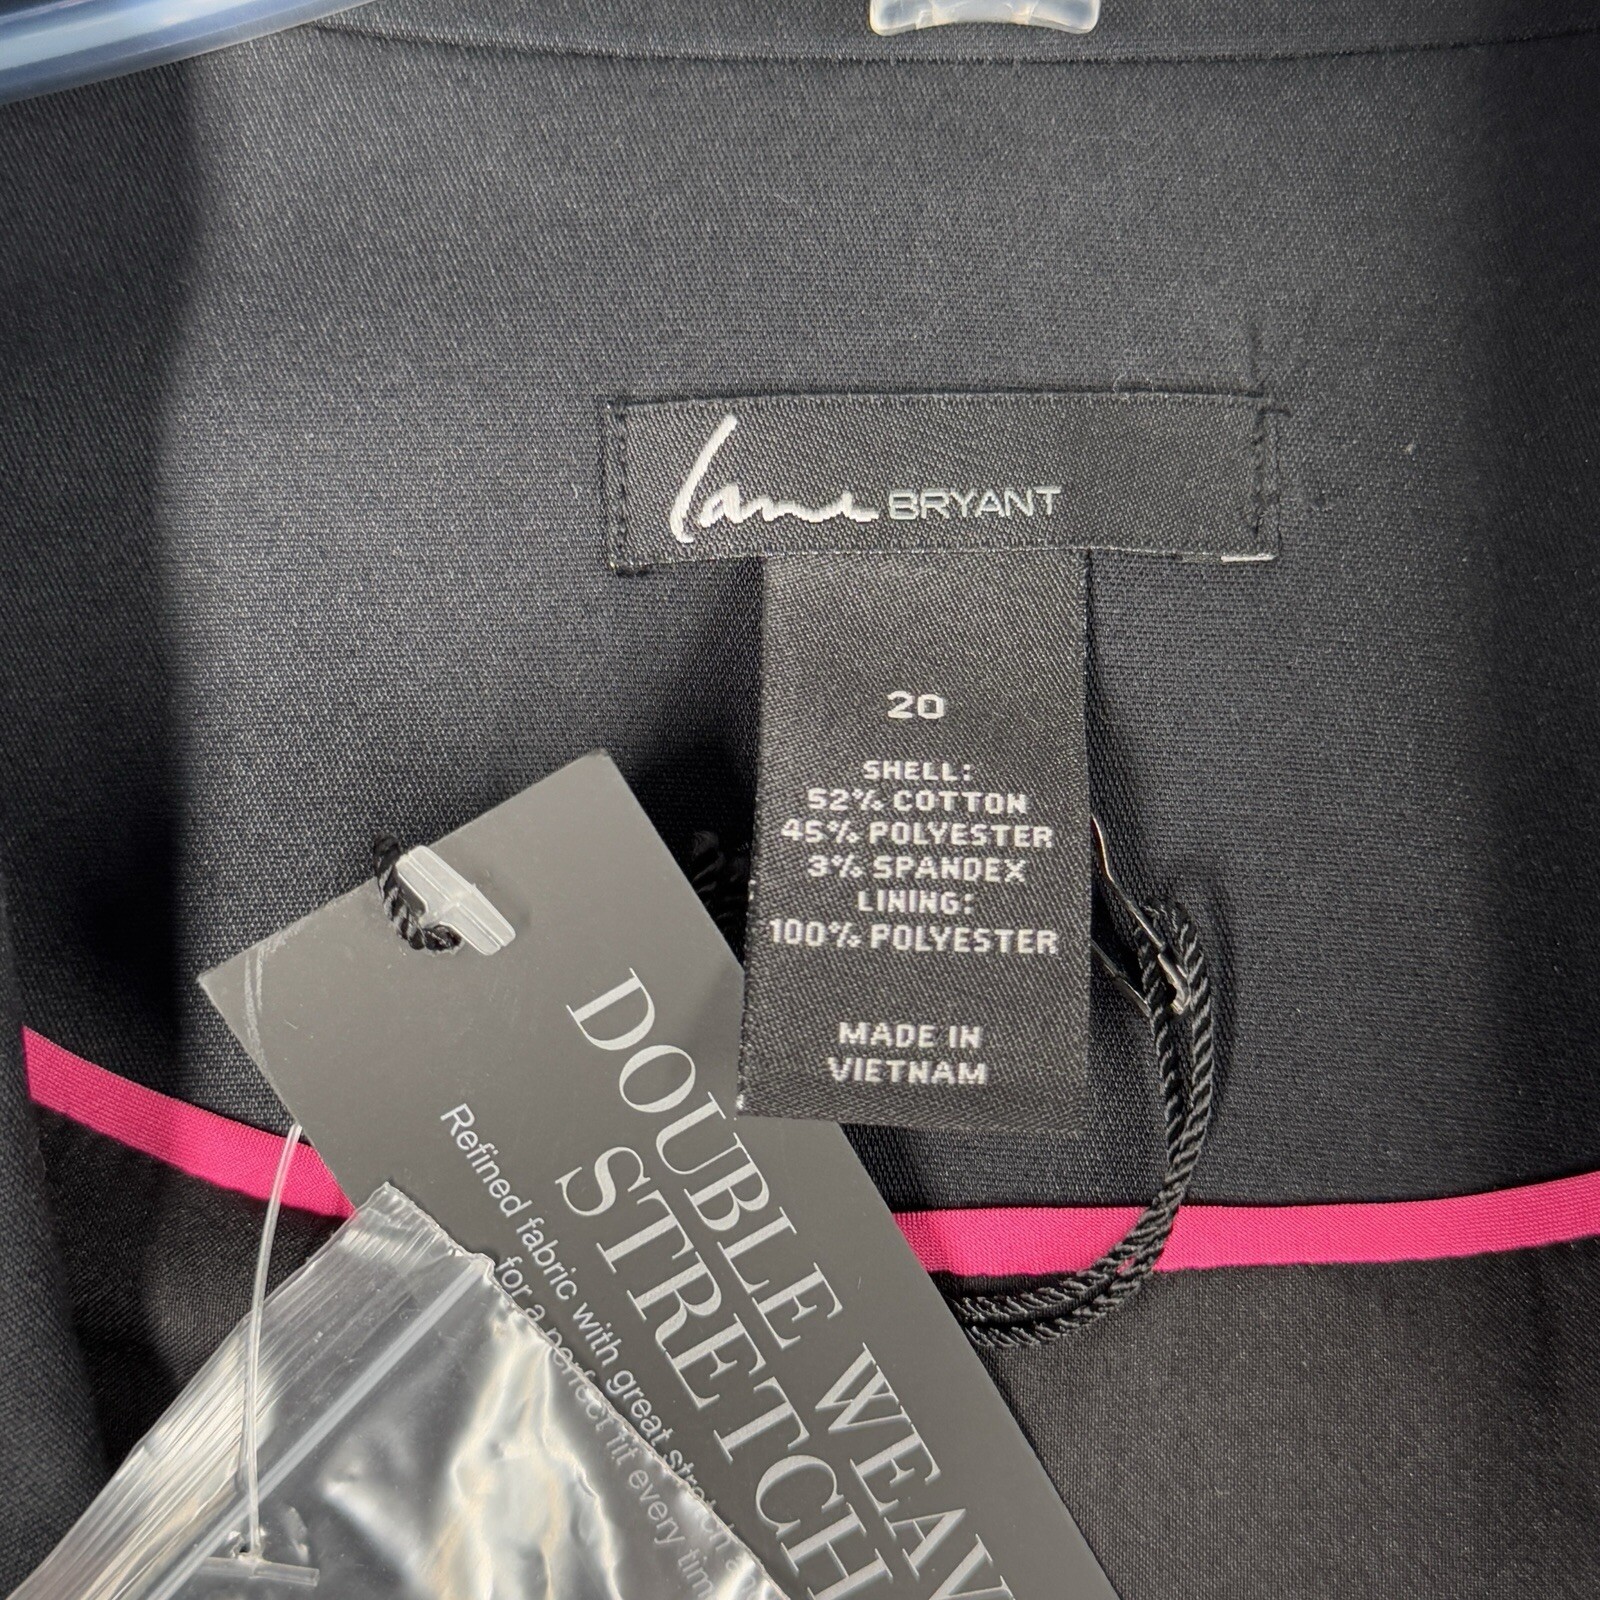 lane BRYANT
20
SHELL:
52% COTTON
45% POLYESTER
3% SPANDEX
LINING:
100% POLYESTER
MADE IN
VIETNAM
DOUBLE WEAV
STRETCH
Refined fabric with great stretch
for a perfect fit every tim